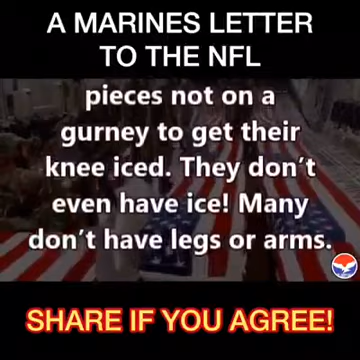 A MARINES LETTER
TO THE NFL
pieces not on a
gurney to get their
knee iced. They don't
even have ice! Many
don't have legs or arms.
SHARE IF YOU AGREE!